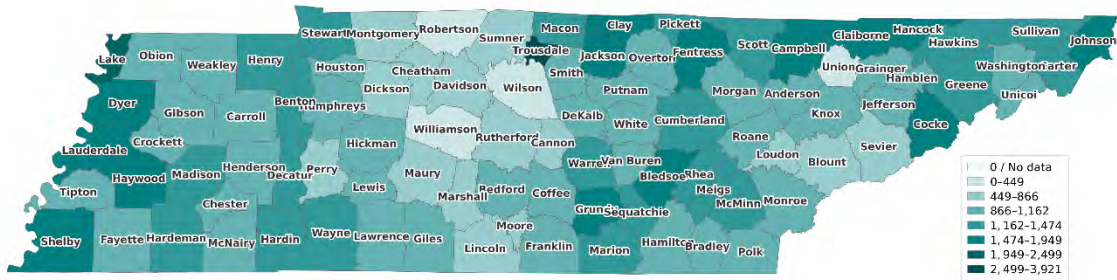 Stewart
Montgomery
Robertson
Sumner
Macon
Clay
Pickett
Trousdale
Lake
Obion
Weakley
Henry
Houston
Cheatham
Davidson
Wilson
Smith
Jackson
Overton
Fentress
Scott
Campbell
Claiborne
Hancock
Hawkins
Sullivan
Johnson
Union
Grainger
Hamblen
Washington
Carter
Greene
Unicoi
Dyer
Gibson
Carroll
Benton
Humphreys
Dickson
Putnam
Morgan
Anderson
Knox
Jefferson
Cocke
Lauderdale
Crockett
Haywood
Madison
Henderson
Decatur
Perry
Hickman
Williamson
Rutherford
Cannon
DeKalb
White
Cumberland
Roane
Loudon
Blount
Sevier
Tipton
Chester
Lewis
Maury
Marshall
Bedford
Coffee
Warren
Van Buren
Bledsoe
Rhea
Meigs
McMinn
Monroe
Grundy
Sequatchie
Shelby
Fayette
Hardeman
McNairy
Hardin
Wayne
Lawrence
Giles
Lincoln
Moore
Franklin
Marion
Hamilton
Bradley
Polk
0 / No data
0–449
449–866
866–1,162
1,162–1,474
1,474–1,949
1,949–2,499
2,499–3,921